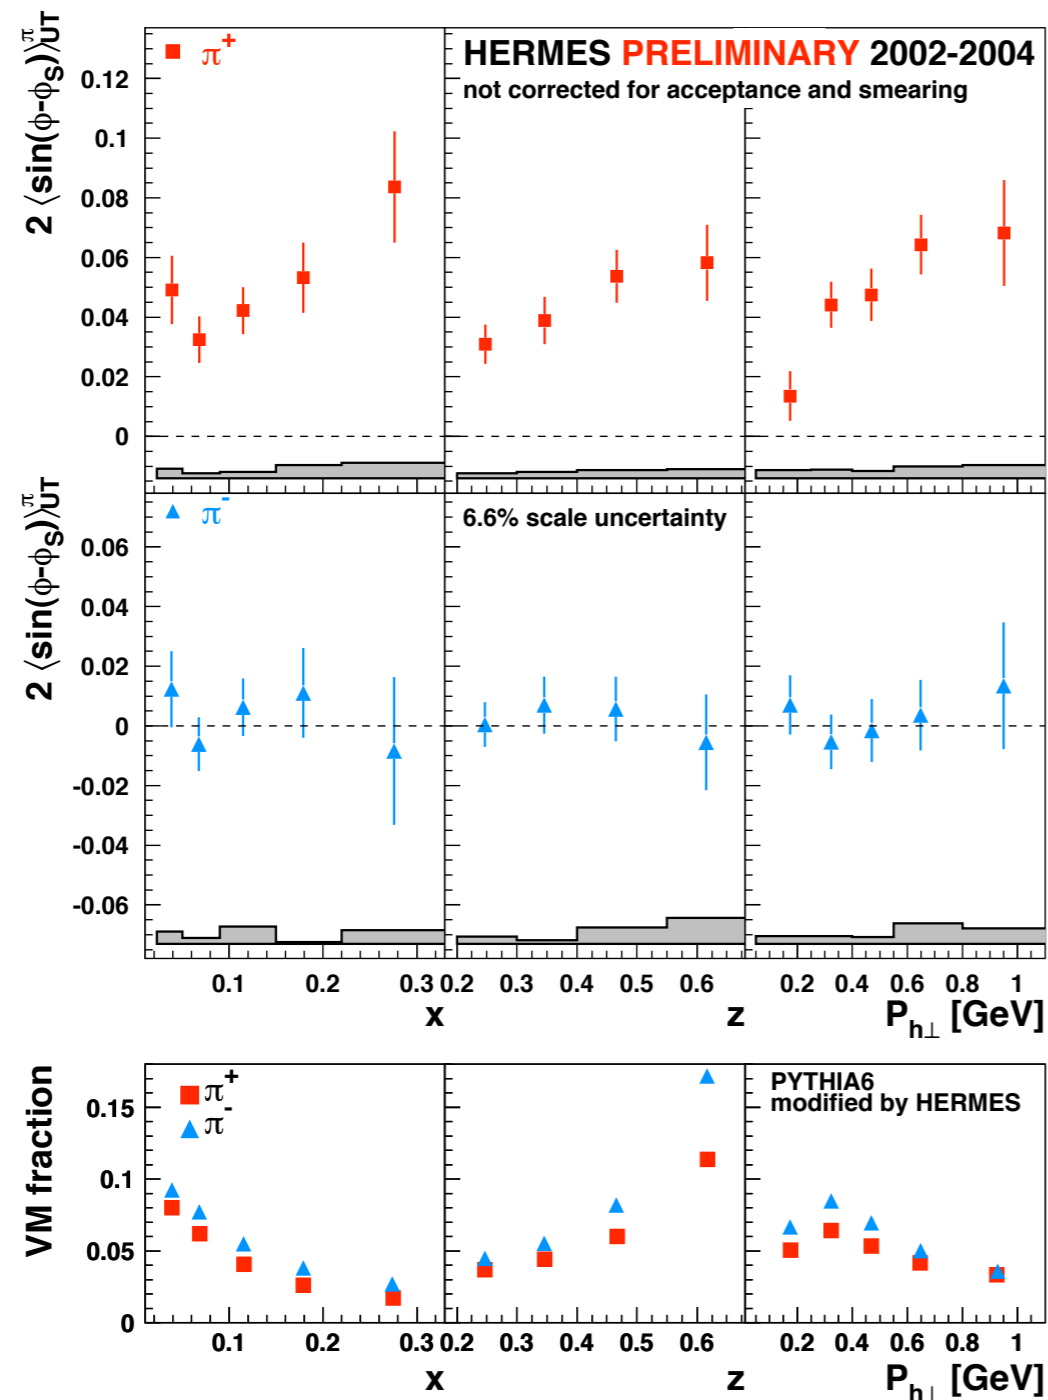 2 ⟨sin(ϕ-ϕS)⟩πUT
π+
HERMES PRELIMINARY 2002-2004
not corrected for acceptance and smearing
0.12
0.1
0.08
0.06
0.04
0.02
0
2 ⟨sin(ϕ-ϕS)⟩πUT
π-
6.6% scale uncertainty
0.06
0.04
0.02
0
-0.02
-0.04
-0.06
0.1 0.2 0.3 0.2 0.3 0.4 0.5 0.6 0.2 0.4 0.6 0.8 1
x z Ph⊥ [GeV]
VM fraction
π+
π-
PYTHIA6
modified by HERMES
0.15
0.1
0.05
0
0.1 0.2 0.3 0.2 0.3 0.4 0.5 0.6 0.2 0.4 0.6 0.8 1
x z Ph⊥ [GeV]